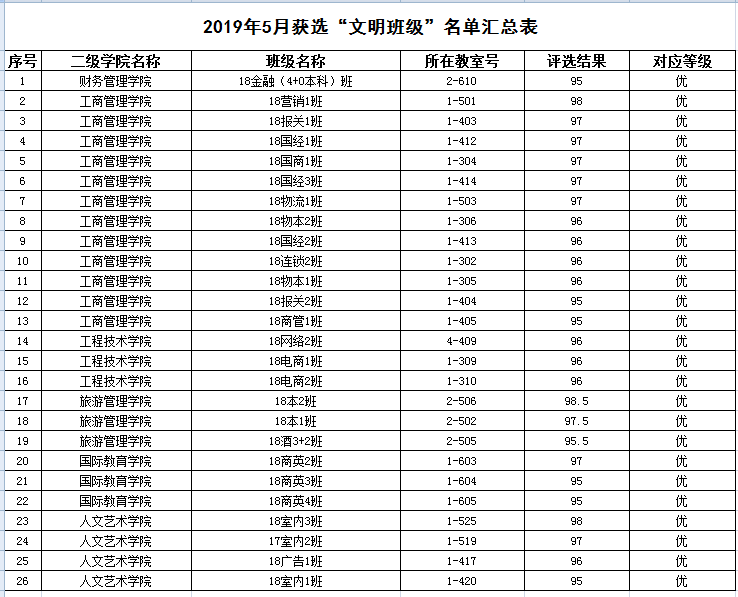 2019年5月获选“文明班级”名单汇总表
序号 二级学院名称 班级名称 所在教室号 评选结果 对应等级
1 财务管理学院 18金融（4+0本科）班 2-610 95 优
2 工商管理学院 18营销1班 1-501 98 优
3 工商管理学院 18报关1班 1-403 97 优
4 工商管理学院 18国经1班 1-412 97 优
5 工商管理学院 18国商1班 1-304 97 优
6 工商管理学院 18国经3班 1-414 97 优
7 工商管理学院 18物流1班 1-503 97 优
8 工商管理学院 18物本2班 1-306 96 优
9 工商管理学院 18国经2班 1-413 96 优
10 工商管理学院 18连锁2班 1-302 96 优
11 工商管理学院 18物本1班 1-305 96 优
12 工商管理学院 18报关2班 1-404 95 优
13 工商管理学院 18商管1班 1-405 95 优
14 工程技术学院 18网络2班 4-409 96 优
15 工程技术学院 18电商1班 1-309 96 优
16 工程技术学院 18电商2班 1-310 96 优
17 旅游管理学院 18本2班 2-506 98.5 优
18 旅游管理学院 18本1班 2-502 97.5 优
19 旅游管理学院 18酒3+2班 2-505 95.5 优
20 国际教育学院 18商英2班 1-603 97 优
21 国际教育学院 18商英3班 1-604 95 优
22 国际教育学院 18商英4班 1-605 95 优
23 人文艺术学院 18室内3班 1-525 98 优
24 人文艺术学院 17室内2班 1-519 97 优
25 人文艺术学院 18广告1班 1-417 96 优
26 人文艺术学院 18室内1班 1-420 95 优